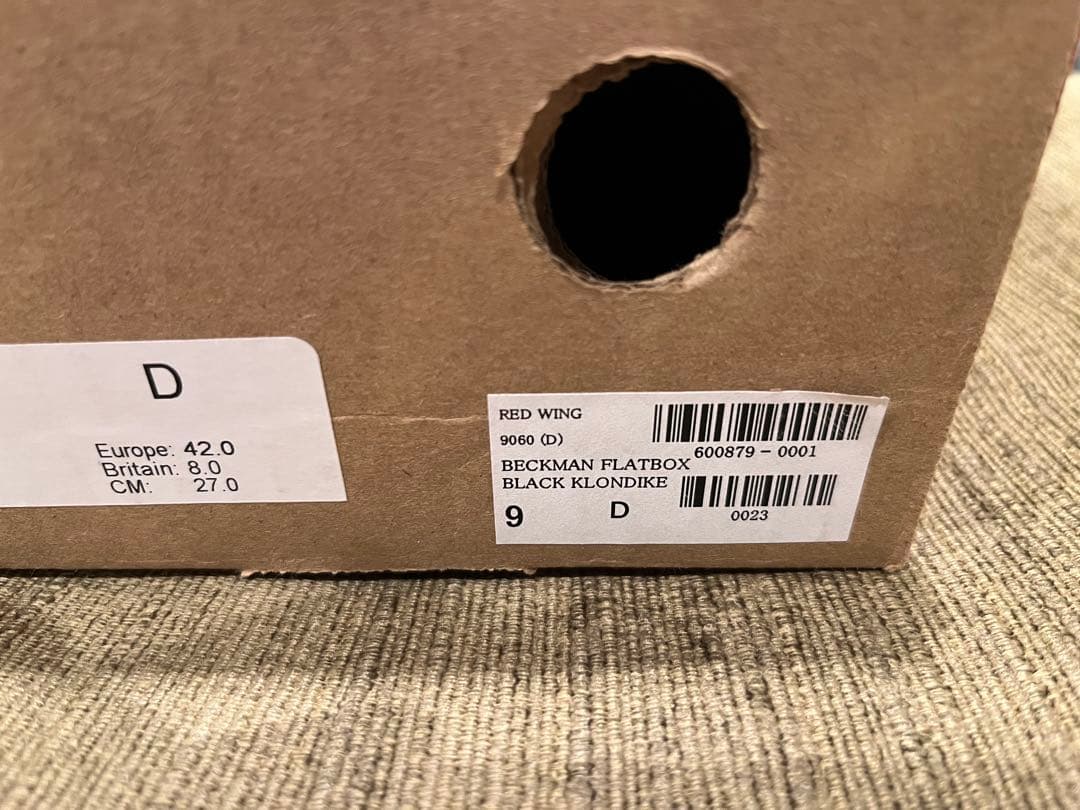 D
Europe: 42.0
Britain: 8.0
CM: 27.0
RED WING
9060 (D)
600879 - 0001
BECKMAN FLATBOX
BLACK KLONDIKE
9 D
0023